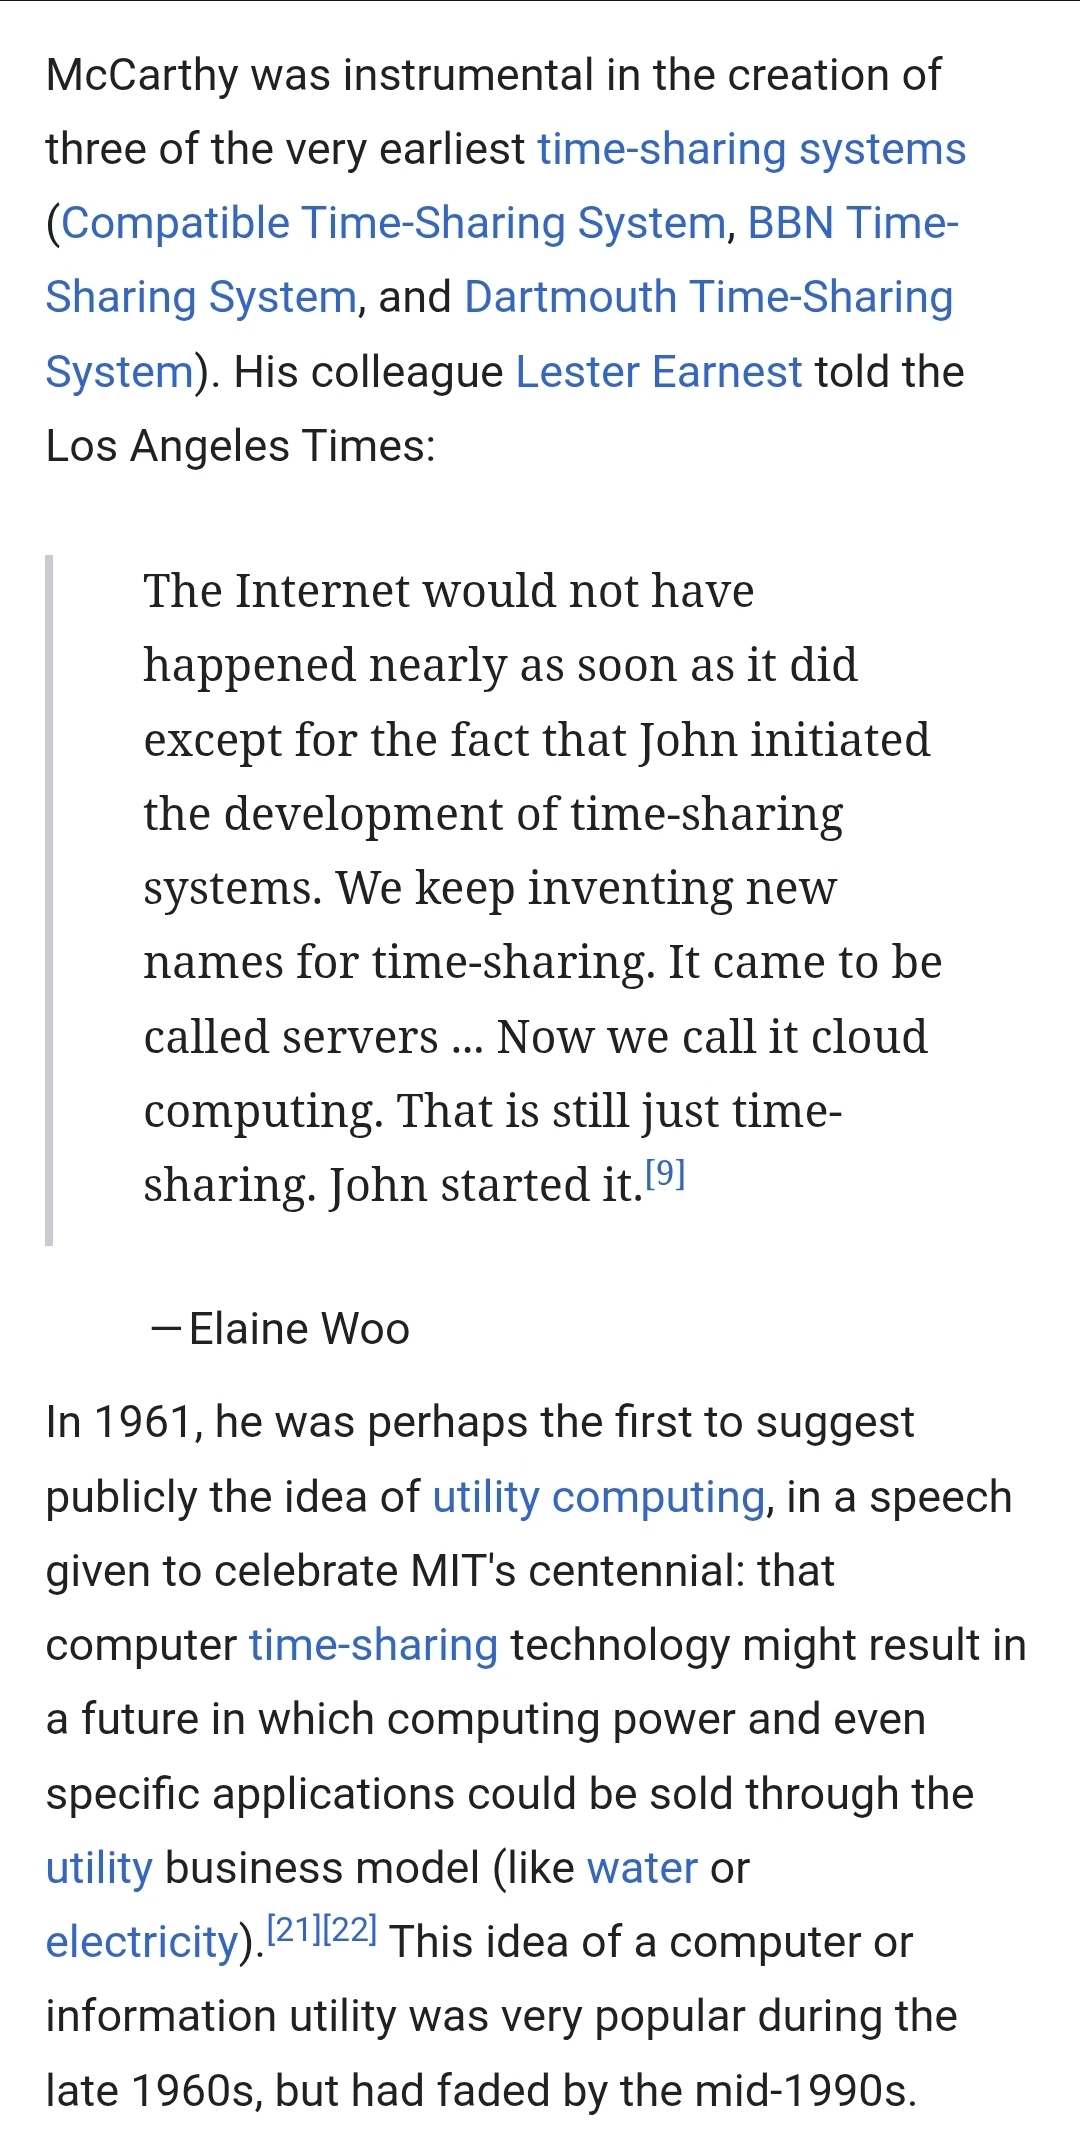 McCarthy was instrumental in the creation of
three of the very earliest time-sharing systems
(Compatible Time-Sharing System, BBN Time-
Sharing System, and Dartmouth Time-Sharing
System). His colleague Lester Earnest told the
Los Angeles Times:
The Internet would not have
happened nearly as soon as it did
except for the fact that John initiated
the development of time-sharing
systems. We keep inventing new
names for time-sharing. It came to be
called servers ... Now we call it cloud
computing. That is still just time-
sharing. John started it.[9]
—Elaine Woo
In 1961, he was perhaps the first to suggest
publicly the idea of utility computing, in a speech
given to celebrate MIT's centennial: that
computer time-sharing technology might result in
a future in which computing power and even
specific applications could be sold through the
utility business model (like water or
electricity).[21][22] This idea of a computer or
information utility was very popular during the
late 1960s, but had faded by the mid-1990s.